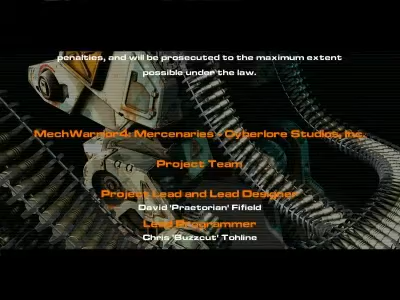 penalties, and will be prosecuted to the maximum extent
possible under the law.
MechWarrior4: Mercenaries - Cyberlore Studios, Inc.
Project Team
Project Lead and Lead Designer
David 'Praetorian' Fifield
Lead Programmer
Chris 'Buzzcut' Tohline